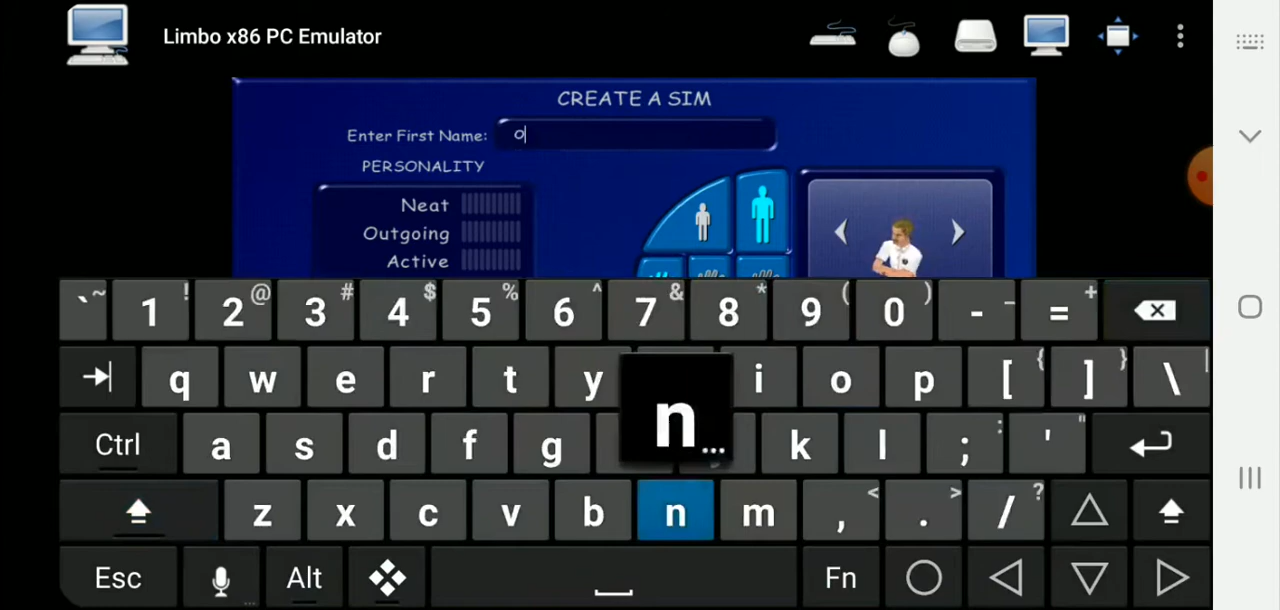 Limbo x86 PC Emulator
CREATE A SIM
Enter First Name: o
PERSONALITY
Neat
Outgoing
Active
` ~ 1 ! 2 @ 3 # 4 $ 5 % 6 ^ 7 & 8 * 9 ( 0 ) - _ = +
q w e r t y i o p [ { ] } \ |
n...
Ctrl a s d f g k l ; : ' "
z x c v b n m , < . > / ?
Esc ... Alt Fn